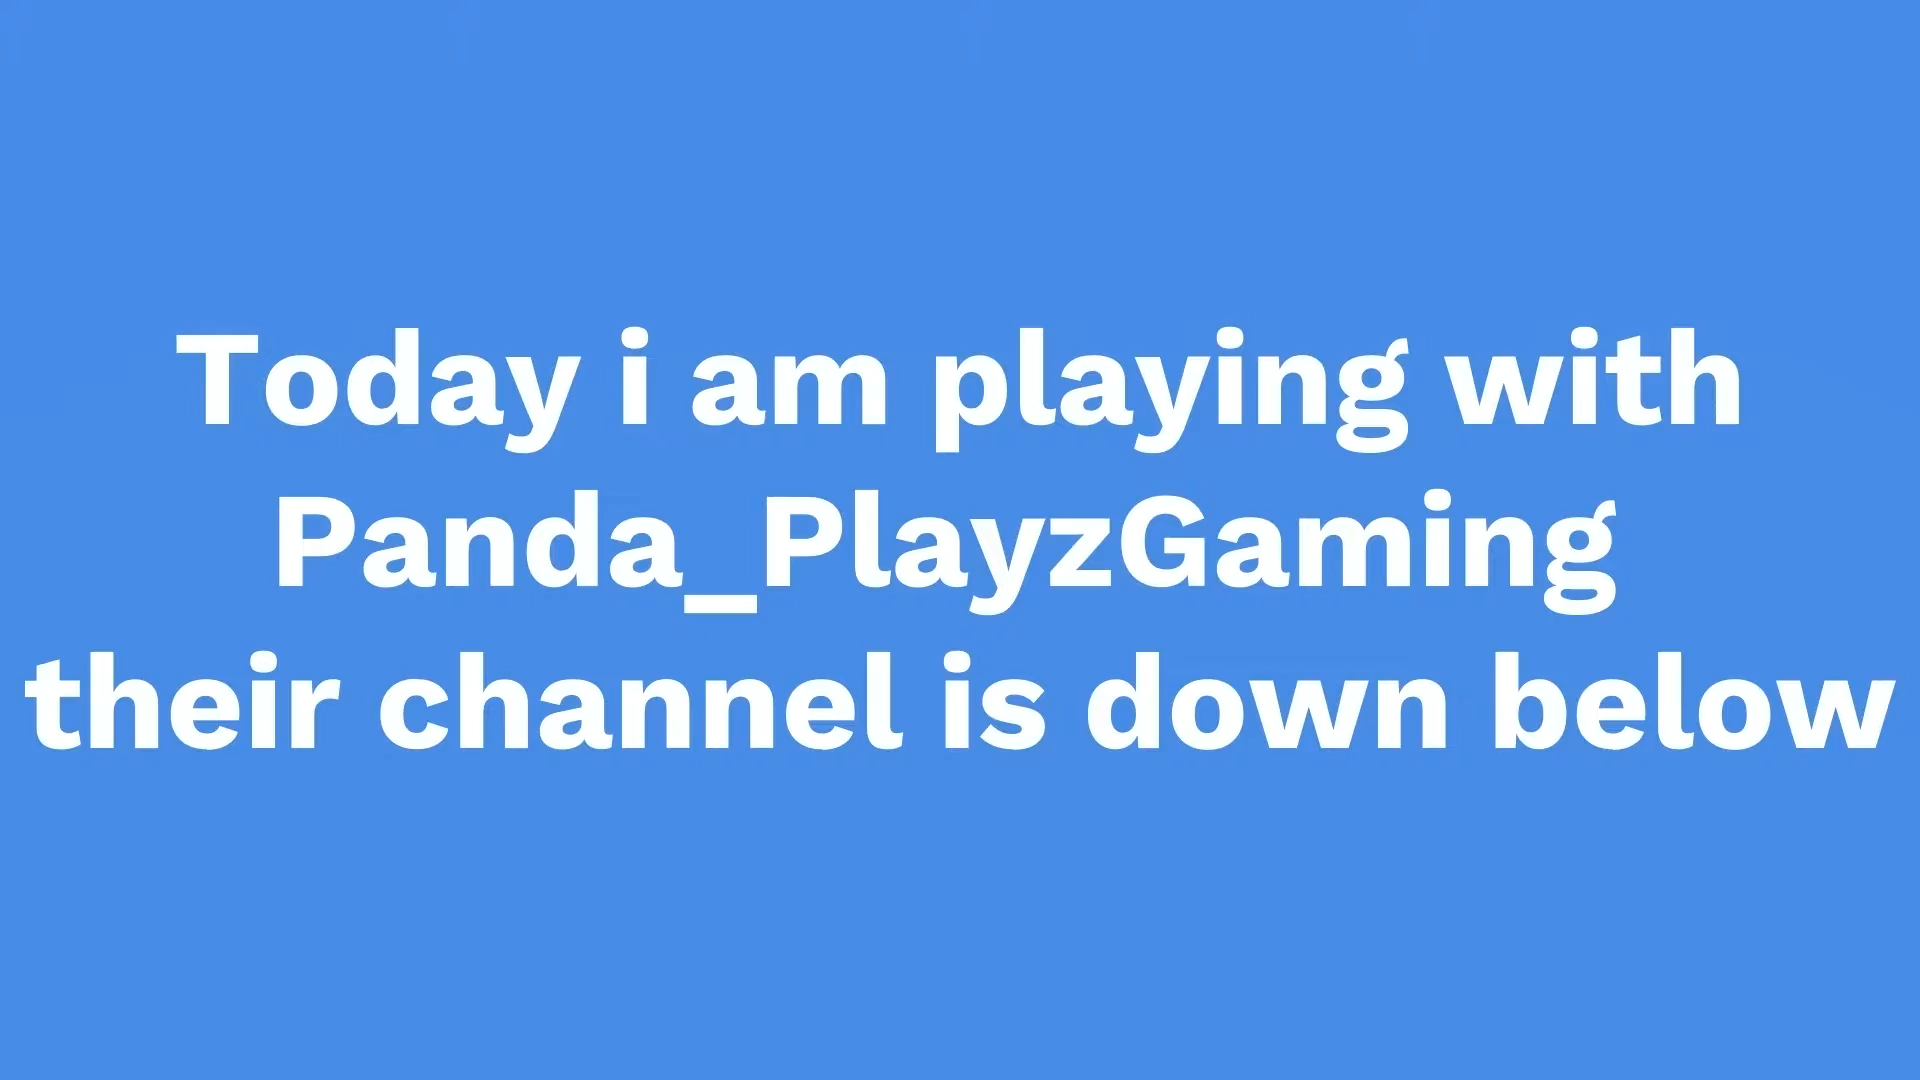 Today i am playing with
Panda_PlayzGaming
their channel is down below